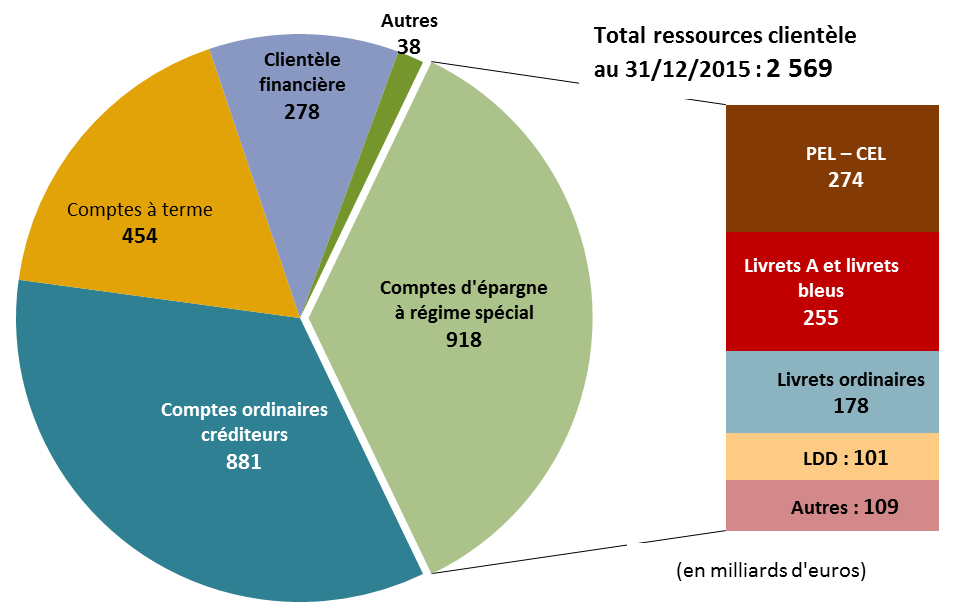 Autres
38
Total ressources clientèle
au 31/12/2015 : 2 569
Clientèle
financière
278
Comptes à terme
454
Comptes d'épargne
à régime spécial
918
Comptes ordinaires
créditeurs
881
PEL – CEL
274
Livrets A et livrets
bleus
255
Livrets ordinaires
178
LDD : 101
Autres : 109
(en milliards d'euros)